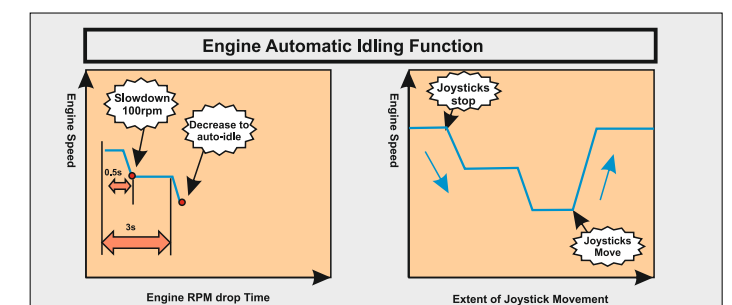 Engine Automatic Idling Function
Engine Speed
Slowdown
100rpm
Decrease to
auto-idle
0.5s
3s
Engine RPM drop Time
Engine Speed
Joysticks
stop
Joysticks
Move
Extent of Joystick Movement